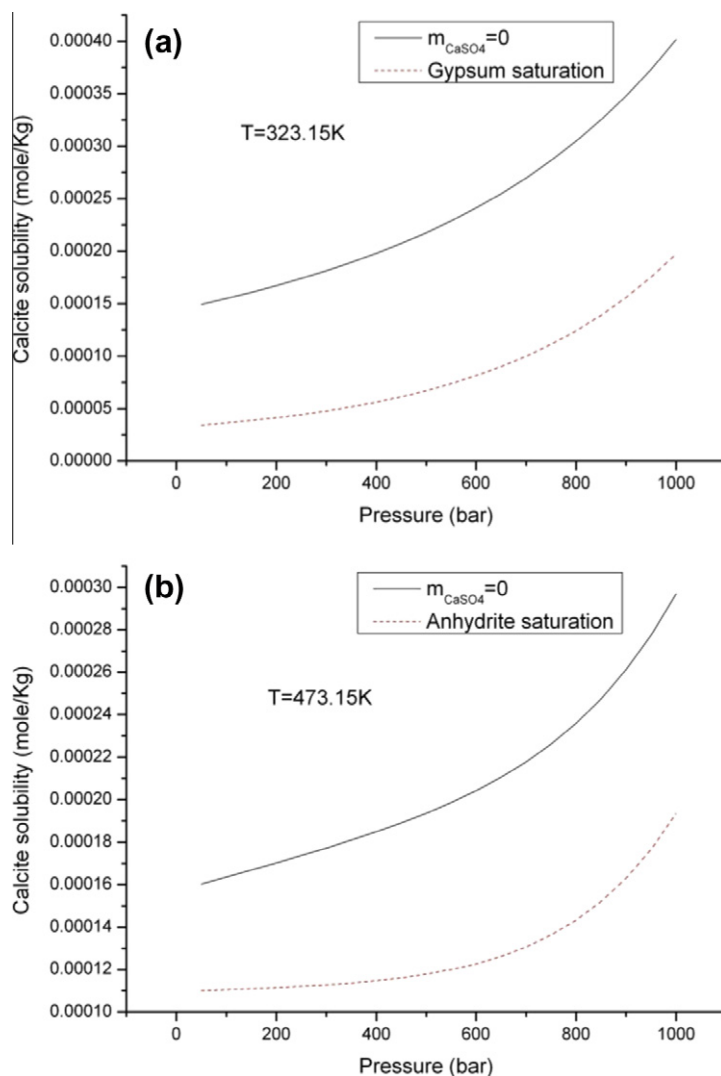 (a)
m_CaSO4=0
Gypsum saturation
T=323.15K
Calcite solubility (mole/Kg)
0.00040
0.00035
0.00030
0.00025
0.00020
0.00015
0.00010
0.00005
0.00000
0 200 400 600 800 1000
Pressure (bar)
(b)
m_CaSO4=0
Anhydrite saturation
T=473.15K
Calcite solubility (mole/Kg)
0.00030
0.00028
0.00026
0.00024
0.00022
0.00020
0.00018
0.00016
0.00014
0.00012
0.00010
0 200 400 600 800 1000
Pressure (bar)